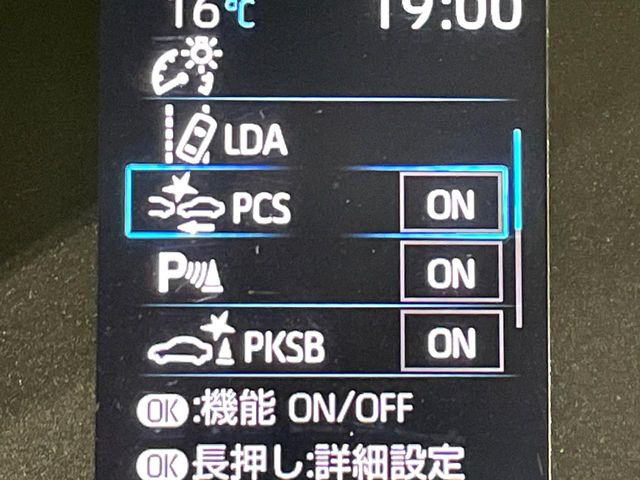 16℃ 19:00
LDA
PCS ON
P ON
PKSB ON
OK:機能 ON/OFF
OK長押し:詳細設定